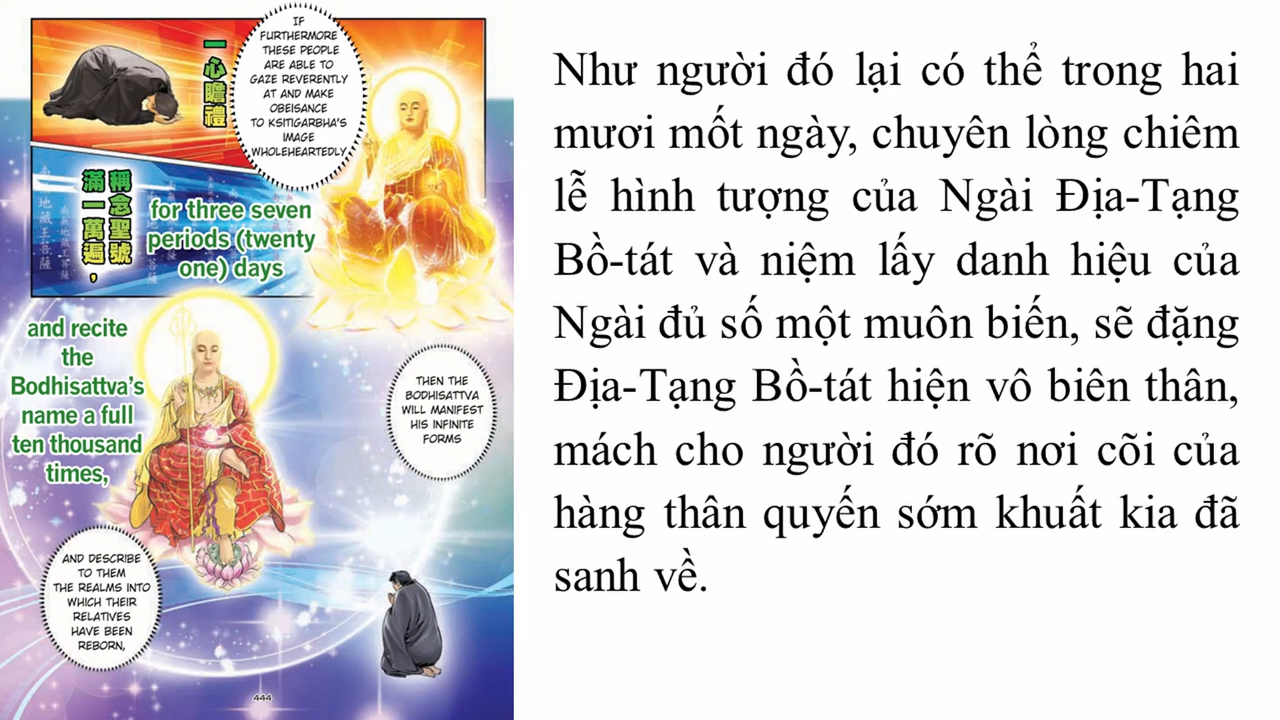 IF
FURTHERMORE
THESE PEOPLE
ARE ABLE TO
GAZE REVERENTLY
AT AND MAKE
OBEISANCE
TO KSITIGARBHA'S
IMAGE
WHOLEHEARTEDLY
一心瞻禮
稱念聖號
滿一萬遍，
for three seven
periods (twenty
one) days
and recite
the
Bodhisattva's
name a full
ten thousand
times,
THEN THE
BODHISATTVA
WILL MANIFEST
HIS INFINITE
FORMS
AND DESCRIBE
TO THEM
THE REALMS INTO
WHICH THEIR
RELATIVES
HAVE BEEN
REBORN,
444
Như người đó lại có thể trong hai
mươi mốt ngày, chuyên lòng chiêm
lễ hình tượng của Ngài Địa-Tạng
Bồ-tát và niệm lấy danh hiệu của
Ngài đủ số một muôn biến, sẽ đặng
Địa-Tạng Bồ-tát hiện vô biên thân,
mách cho người đó rõ nơi cõi của
hàng thân quyến sớm khuất kia đã
sanh về.